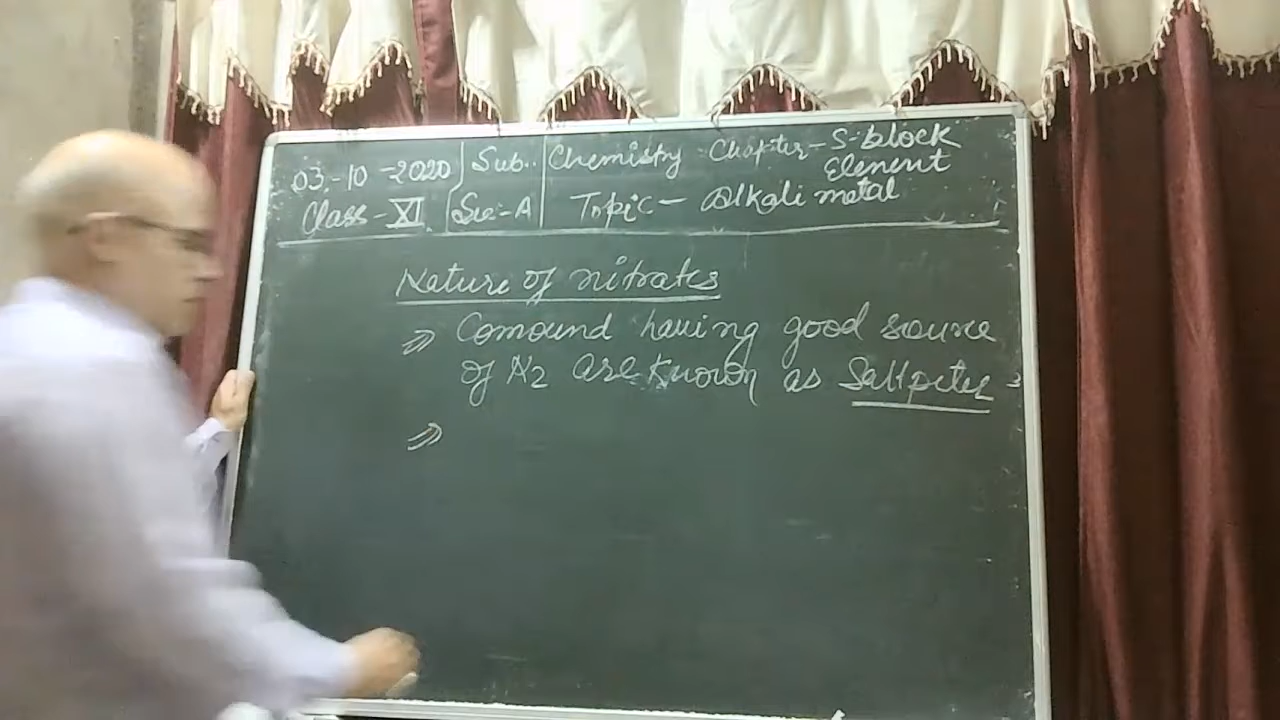 03.-10-2020 Sub.. Chemistry Chapter- S-block
Element
Class-XI Sec-A Topic- Alkali metal
Nature of nitrates
⇒ Comound having good source
of N2 are known as Saltpeter
⇒